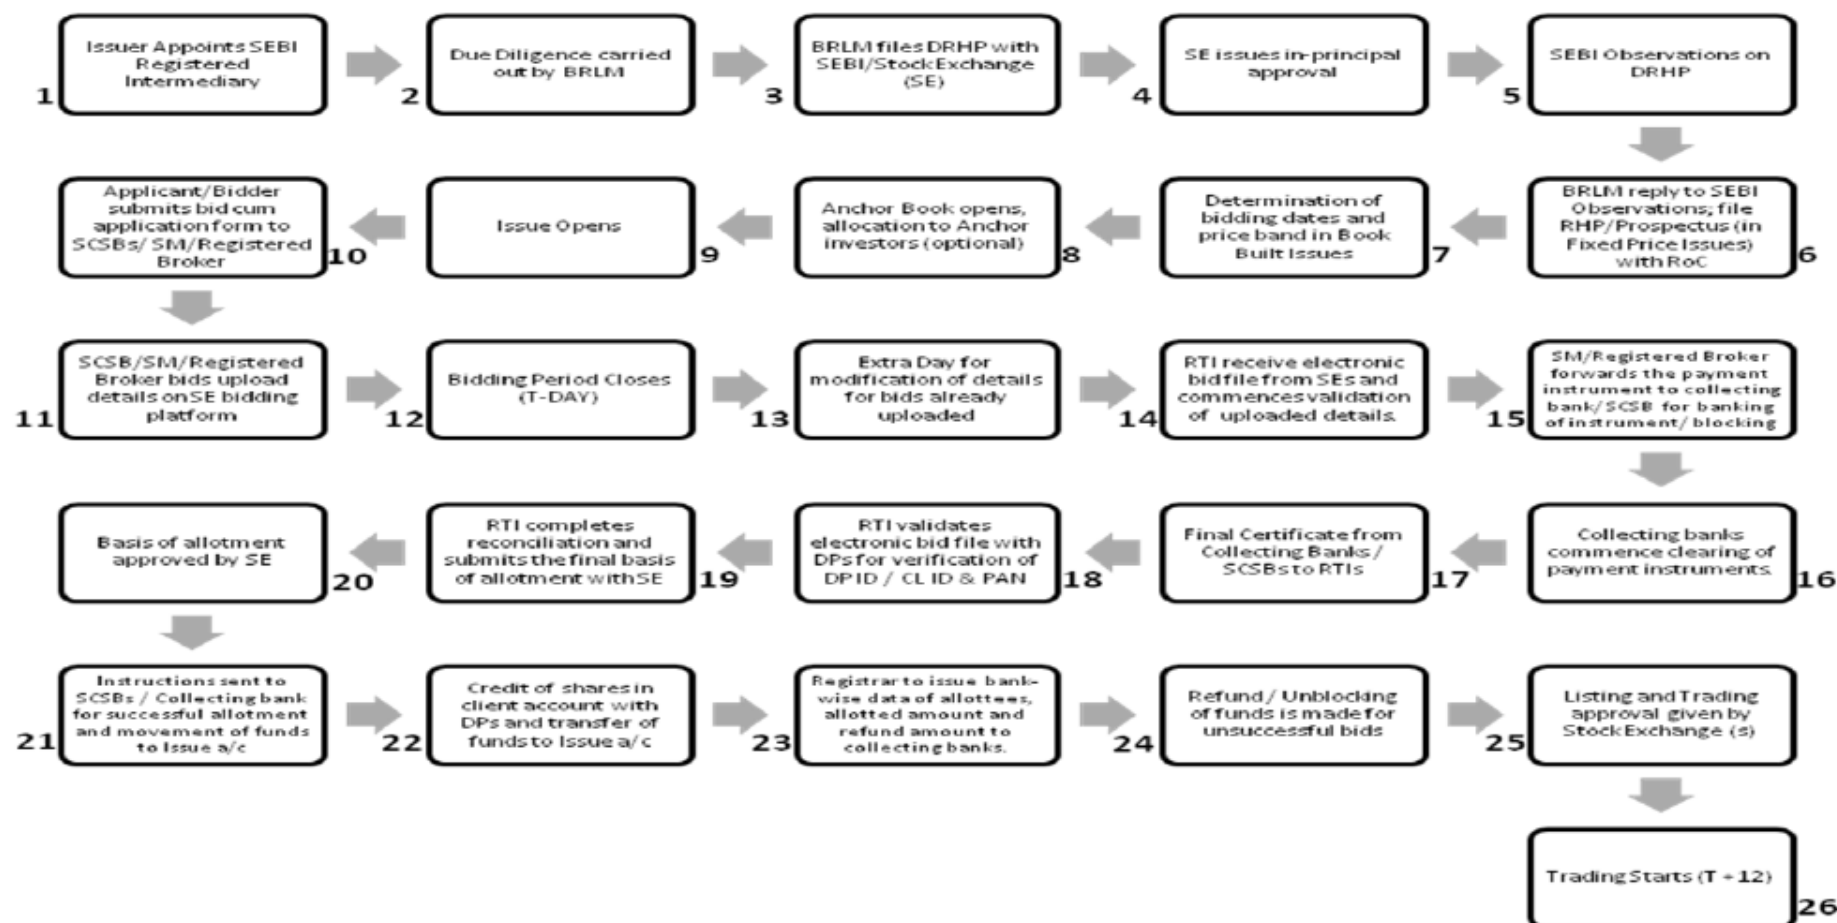 Issuer Appoints SEBI
Registered
Intermediary
1
Due Diligence carried
out by BRLM
2
BRLM files DRHP with
SEBI/Stock Exchange
(SE)
3
SE issues in-principal
approval
4
SEBI Observations on
DRHP
5
BRLM reply to SEBI
Observations; file
RHP/Prospectus (in
Fixed Price Issues)
with RoC
6
Determination of
bidding dates and
price band in Book
Built Issues
7
Anchor Book opens,
allocation to Anchor
investors (optional)
8
Issue Opens
9
Applicant/Bidder
submits bid cum
application form to
SCSBs/ SM/Registered
Broker
10
SCSB/SM/Registered
Broker bids upload
details on SE bidding
platform
11
Bidding Period Closes
(T-DAY)
12
Extra Day for
modification of details
for bids already
uploaded
13
RTI receive electronic
bid file from SEs and
commences validation
of uploaded details.
14
SM/Registered Broker
forwards the payment
instrument to collecting
bank/ SCSB for banking
of instrument/ blocking
15
Collecting banks
commence clearing of
payment instruments.
16
Final Certificate from
Collecting Banks /
SCSBs to RTIs
17
RTI validates
electronic bid file with
DPs for verification of
DP ID / CL ID & PAN
18
RTI completes
reconciliation and
submits the final basis
of allotment with SE
19
Basis of allotment
approved by SE
20
Instructions sent to
SCSBs / Collecting bank
for successful allotment
and movement of funds
to Issue a/c
21
Credit of shares in
client account with
DPs and transfer of
funds to Issue a/c
22
Registrar to issue bank-
wise data of allottees,
allotted amount and
refund amount to
collecting banks.
23
Refund / Unblocking
of funds is made for
unsuccessful bids
24
Listing and Trading
approval given by
Stock Exchange (s)
25
Trading Starts (T + 12)
26